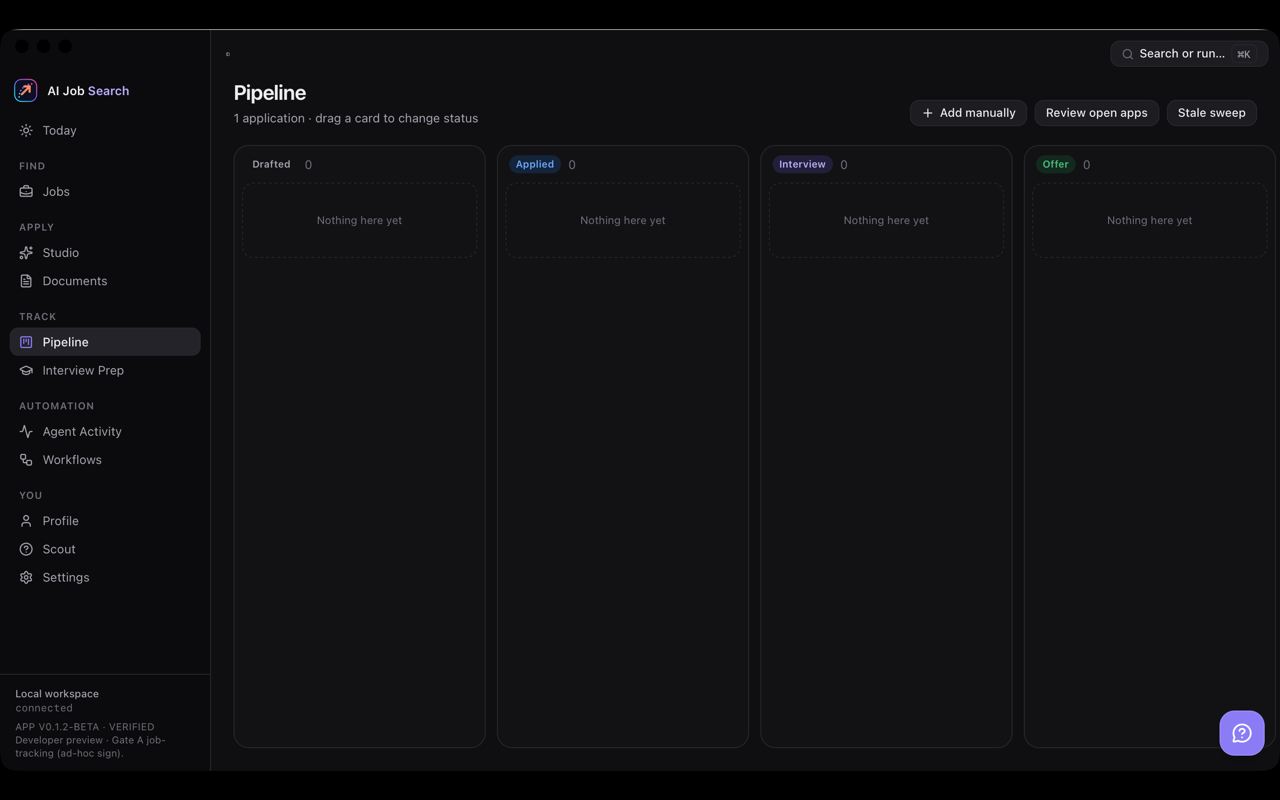 Search or run... ⌘K
AI Job Search
Today
FIND
Jobs
APPLY
Studio
Documents
TRACK
Pipeline
Interview Prep
AUTOMATION
Agent Activity
Workflows
YOU
Profile
Scout
Settings
Local workspace
connected
APP V0.1.2-BETA · VERIFIED
Developer preview · Gate A job-
tracking (ad-hoc sign).
Pipeline
1 application · drag a card to change status
Add manually
Review open apps
Stale sweep
Drafted 0
Nothing here yet
Applied 0
Nothing here yet
Interview 0
Nothing here yet
Offer 0
Nothing here yet